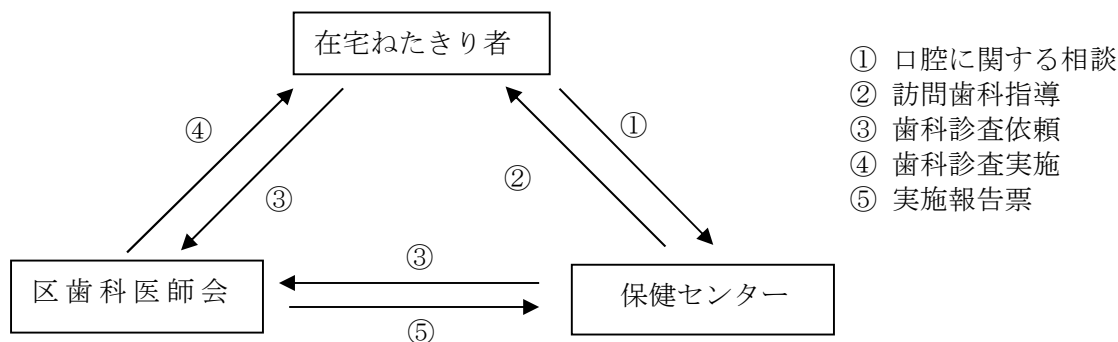 在宅ねたきり者
① 口腔に関する相談
② 訪問歯科指導
③ 歯科診査依頼
④ 歯科診査実施
⑤ 実施報告票
④
①
③
②
区歯科医師会
③
保健センター
⑤